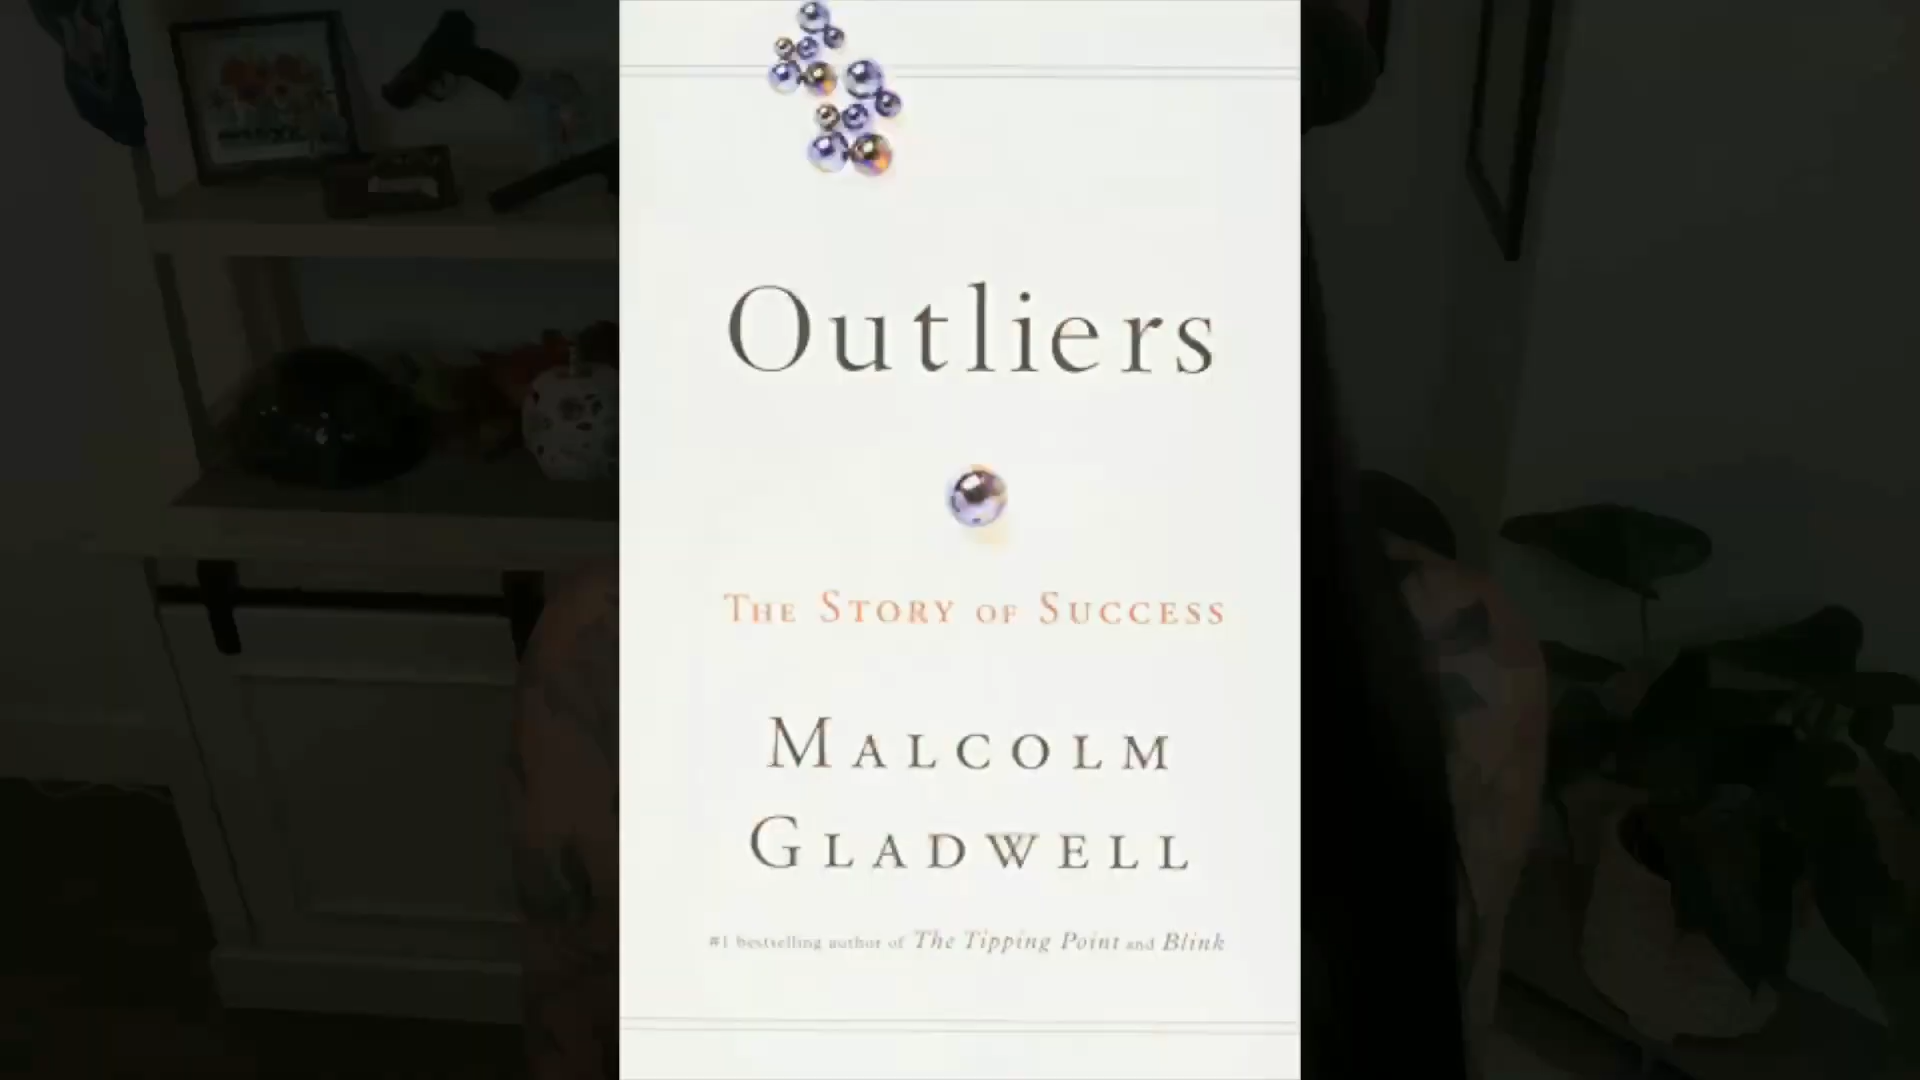 Outliers
THE STORY OF SUCCESS
MALCOLM
GLADWELL
#1 bestselling author of The Tipping Point and Blink